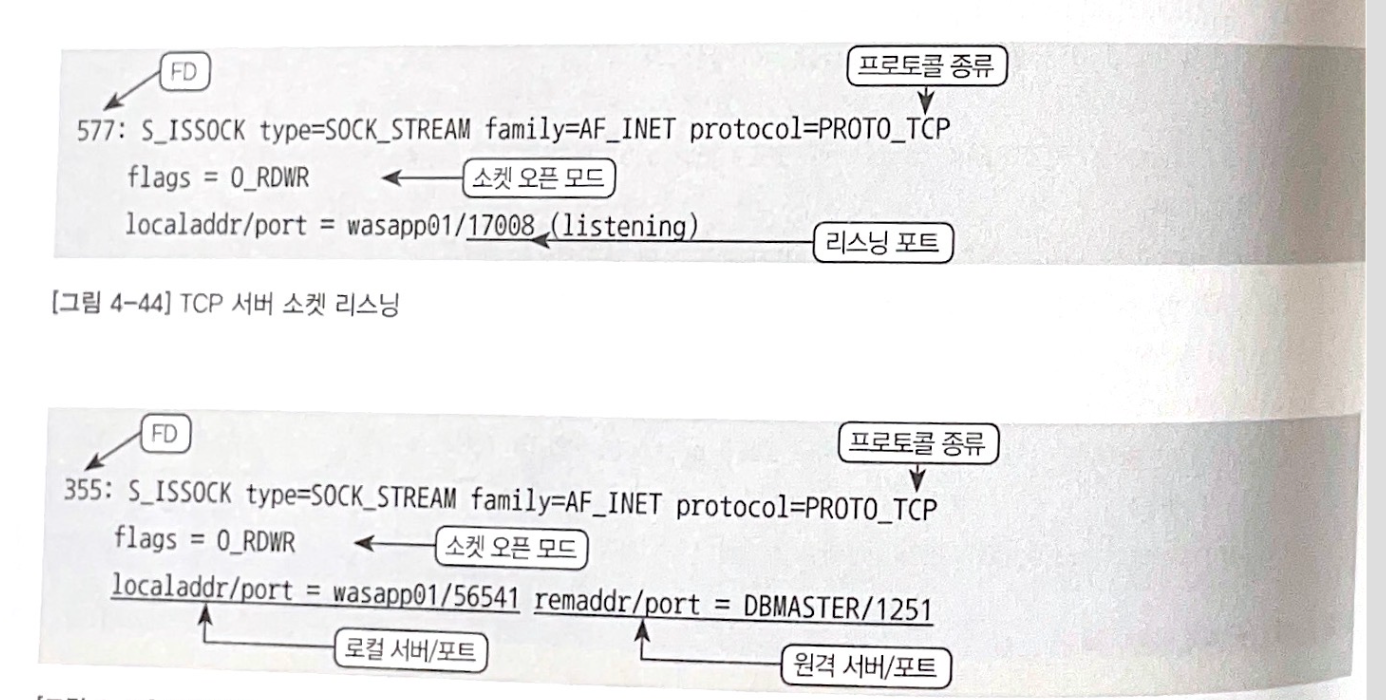 FD
프로토콜 종류
577: S_ISSOCK type=SOCK_STREAM family=AF_INET protocol=PROTO_TCP
flags = O_RDWR
소켓 오픈 모드
localaddr/port = wasapp01/17008 (listening)
리스닝 포트
[그림 4-44] TCP 서버 소켓 리스닝
FD
프로토콜 종류
355: S_ISSOCK type=SOCK_STREAM family=AF_INET protocol=PROTO_TCP
flags = O_RDWR
소켓 오픈 모드
localaddr/port = wasapp01/56541 remaddr/port = DBMASTER/1251
로컬 서버/포트
원격 서버/포트